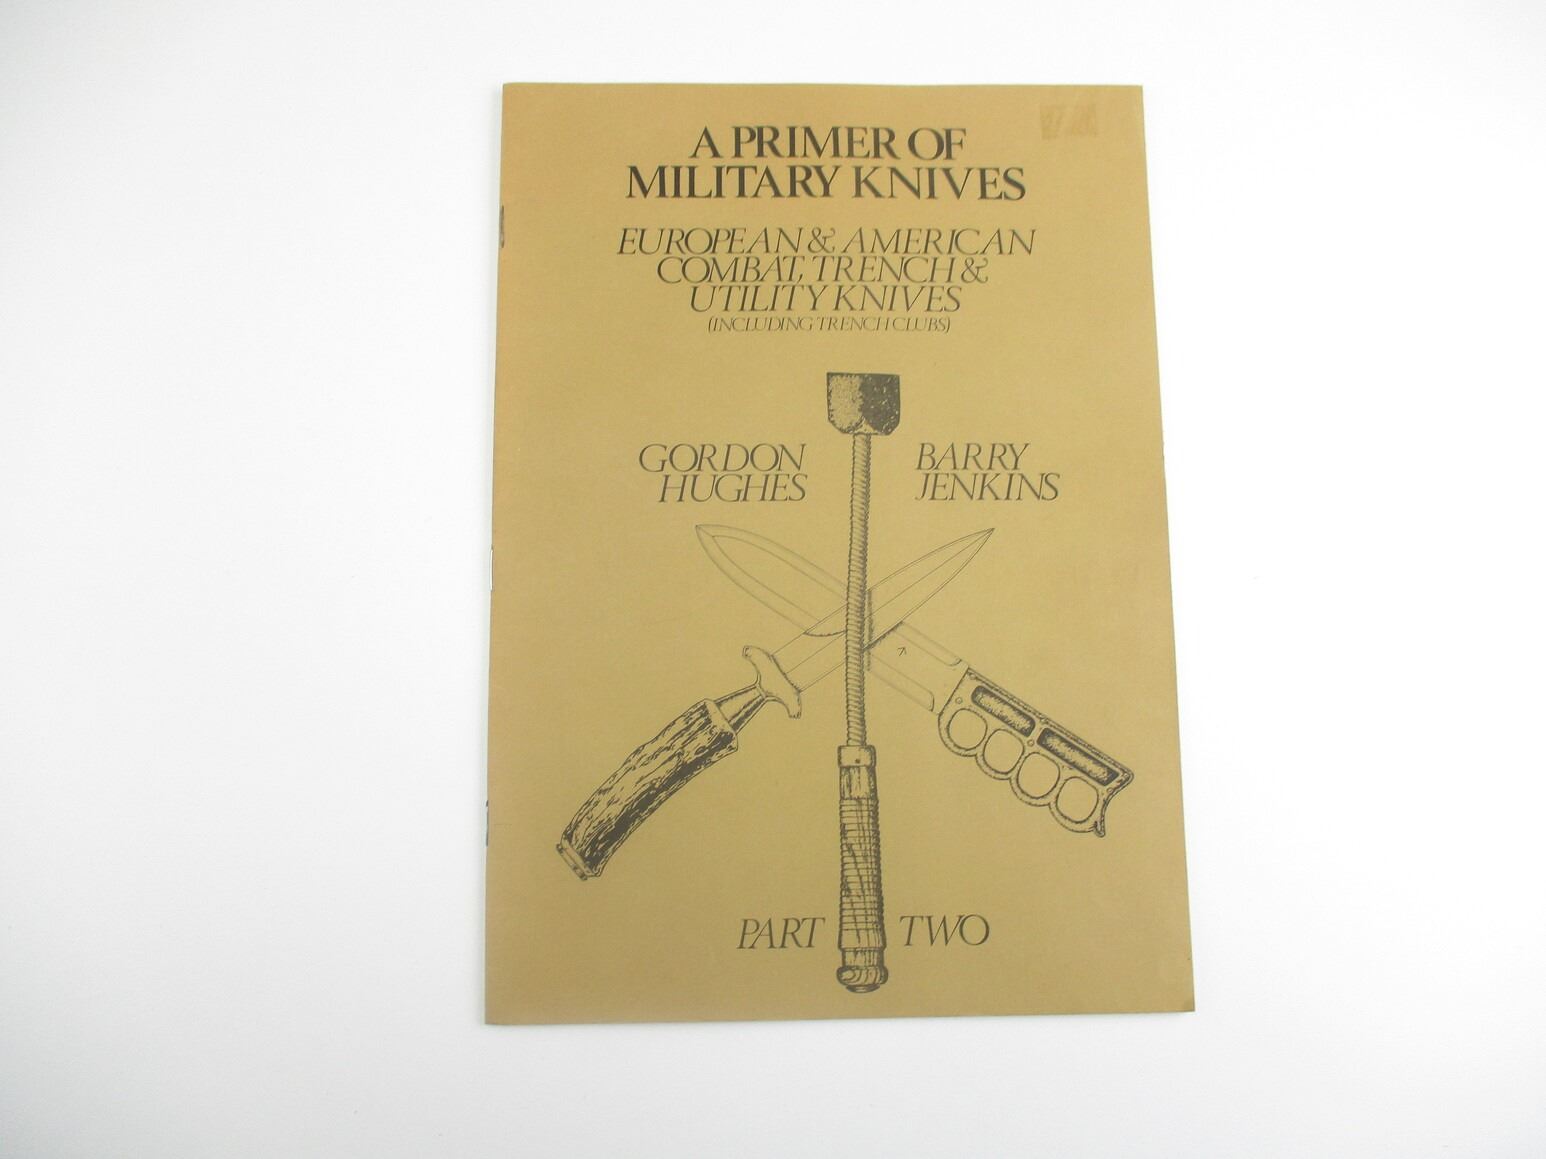 A PRIMER OF
MILITARY KNIVES
EUROPEAN & AMERICAN
COMBAT, TRENCH &
UTILITY KNIVES
(INCLUDING TRENCH CLUBS)
GORDON
HUGHES
BARRY
JENKINS
PART TWO